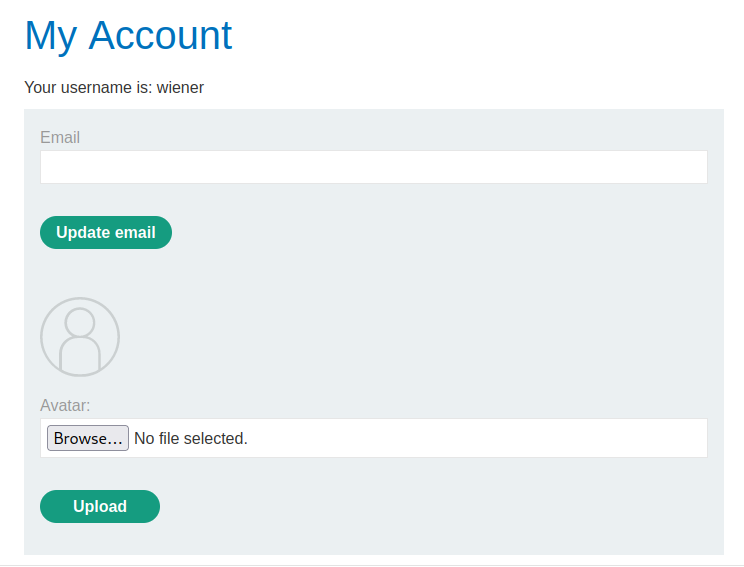 My Account
Your username is: wiener
Email
Update email
Avatar:
Browse... No file selected.
Upload